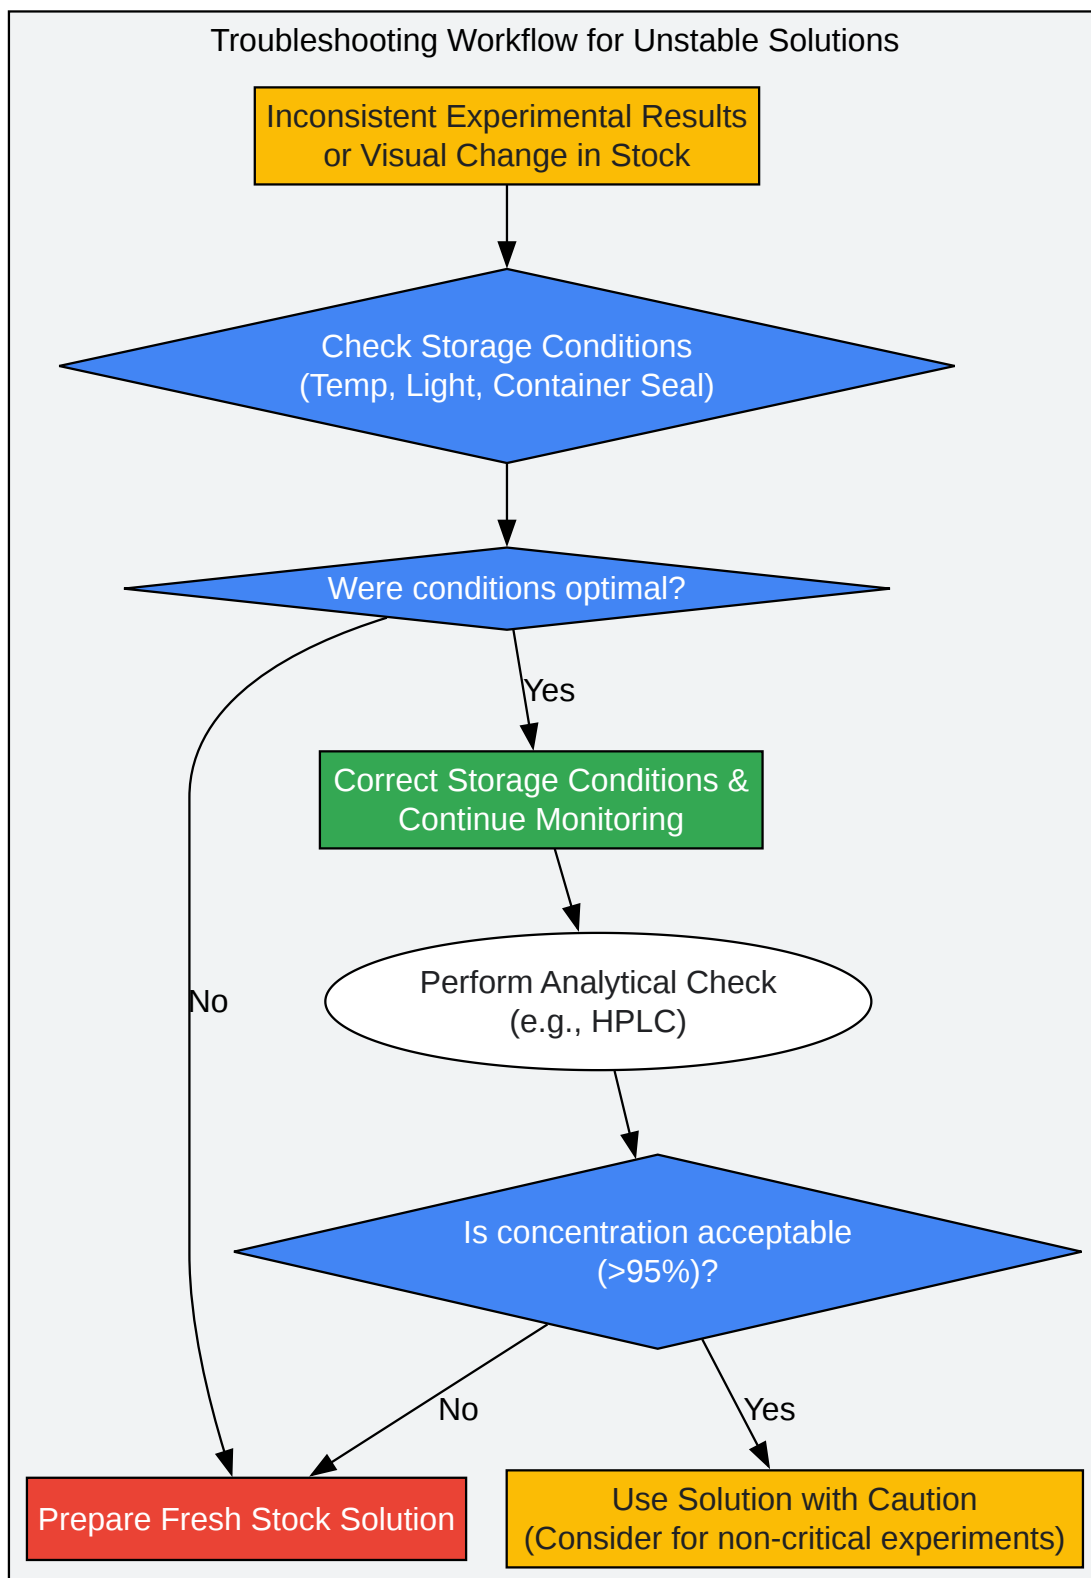 Troubleshooting Workflow for Unstable Solutions
Inconsistent Experimental Results
or Visual Change in Stock
Check Storage Conditions
(Temp, Light, Container Seal)
Were conditions optimal?
Yes
Correct Storage Conditions &
Continue Monitoring
No
Perform Analytical Check
(e.g., HPLC)
Is concentration acceptable
(>95%)?
No
Yes
Prepare Fresh Stock Solution
Use Solution with Caution
(Consider for non-critical experiments)